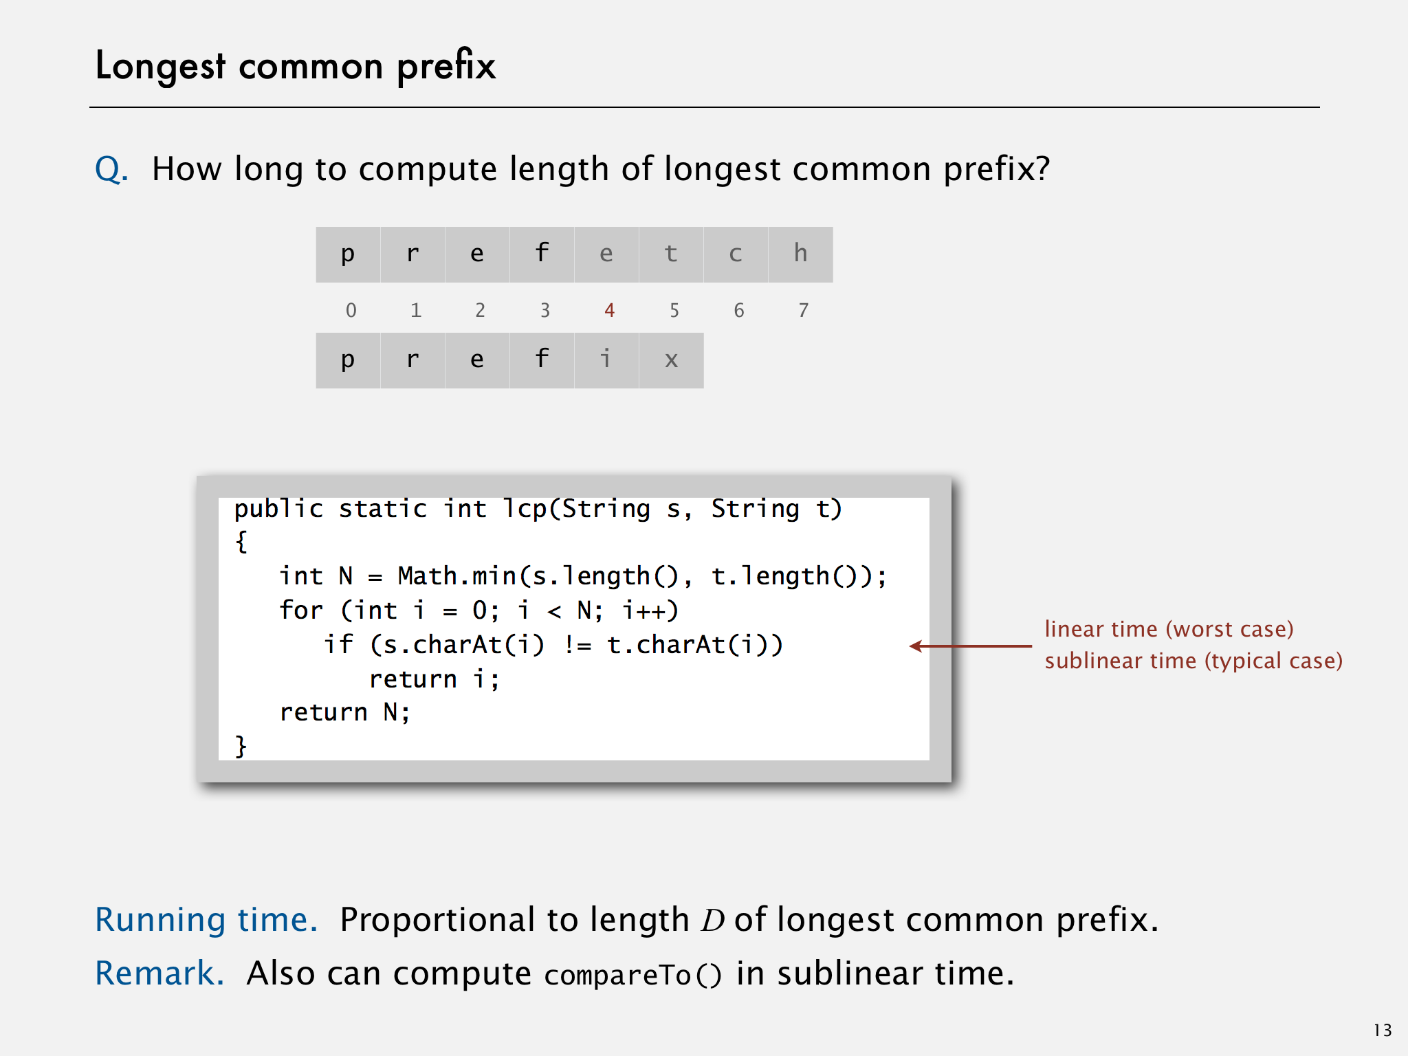 Longest common prefix
Q. How long to compute length of longest common prefix?
p r e f e t c h
0 1 2 3 4 5 6 7
p r e f i x
public static int lcp(String s, String t)
{
   int N = Math.min(s.length(), t.length());
   for (int i = 0; i < N; i++)
      if (s.charAt(i) != t.charAt(i))
         return i;
   return N;
}
linear time (worst case)
sublinear time (typical case)
Running time. Proportional to length D of longest common prefix.
Remark. Also can compute compareTo() in sublinear time.
13